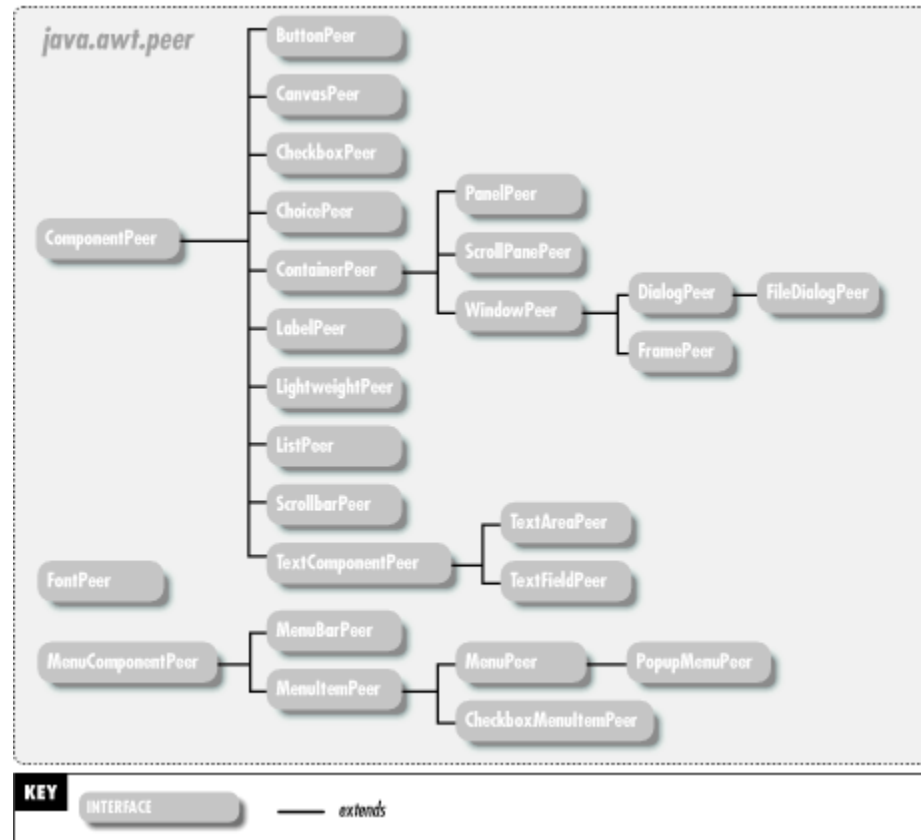 java.awt.peer
ButtonPeer
CanvasPeer
CheckboxPeer
ChoicePeer
PanelPeer
ComponentPeer
ScrollPanePeer
ContainerPeer
DialogPeer
FileDialogPeer
WindowPeer
LabelPeer
FramePeer
LightweightPeer
ListPeer
ScrollbarPeer
TextAreaPeer
TextComponentPeer
FontPeer
TextFieldPeer
MenuBarPeer
MenuComponentPeer
MenuPeer
PopupMenuPeer
MenuItemPeer
CheckboxMenuItemPeer
KEY
INTERFACE
extends